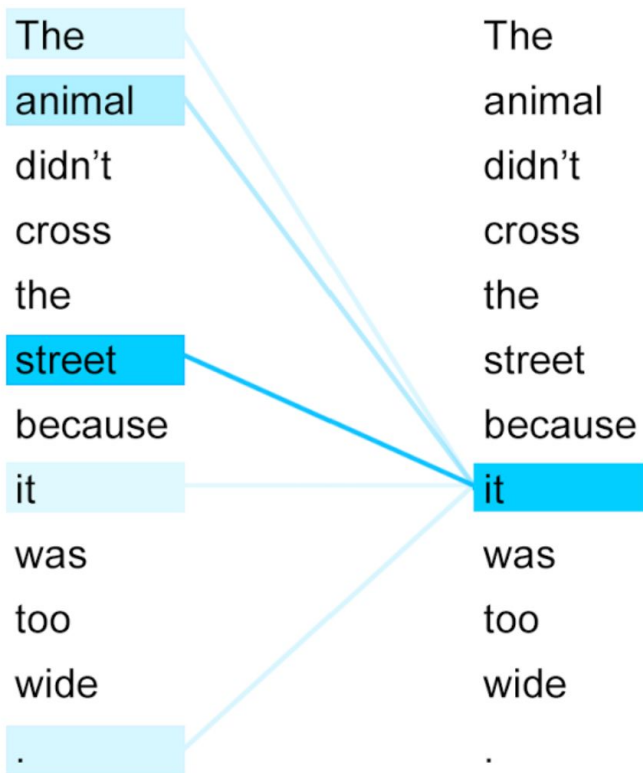 The
animal
didn’t
cross
the
street
because
it
was
too
wide
.
The
animal
didn’t
cross
the
street
because
it
was
too
wide
.